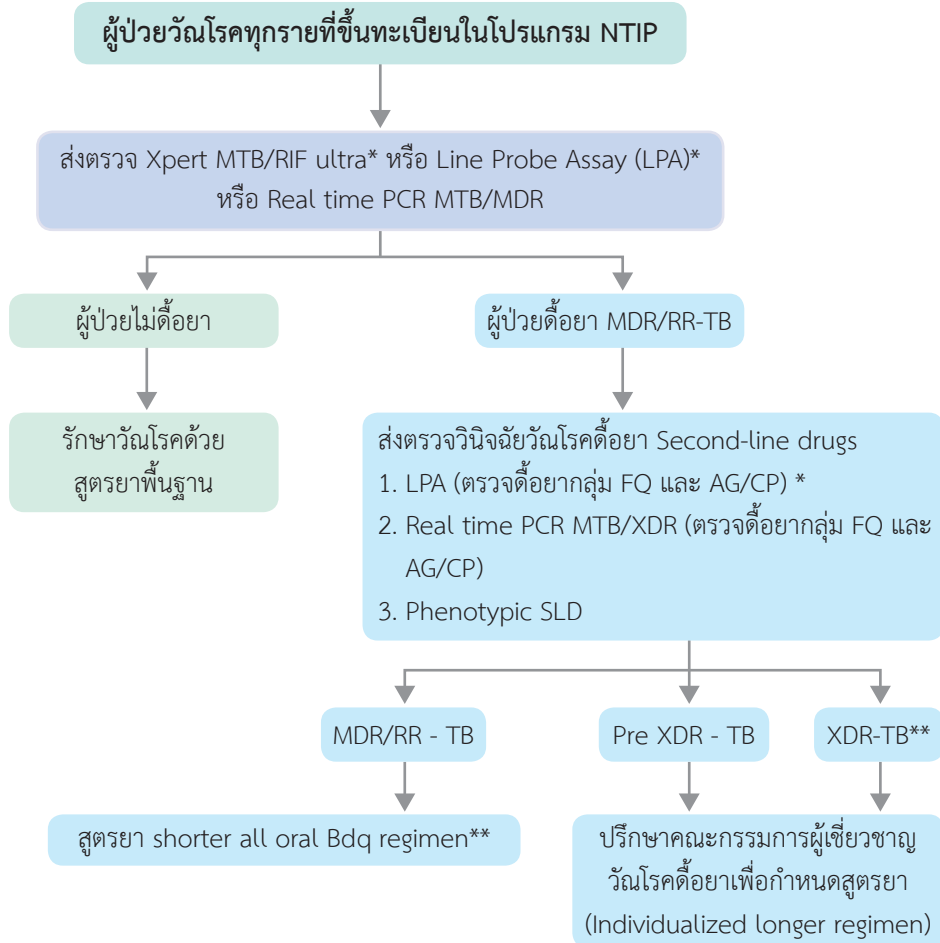 ผู้ป่วยวัณโรคทุกรายที่ขึ้นทะเบียนในโปรแกรม NTIP
ส่งตรวจ Xpert MTB/RIF ultra* หรือ Line Probe Assay (LPA)*
หรือ Real time PCR MTB/MDR
ผู้ป่วยไม่ดื้อยา
ผู้ป่วยดื้อยา MDR/RR-TB
รักษาวัณโรคด้วย
สูตรยาพื้นฐาน
ส่งตรวจวินิจฉัยวัณโรคดื้อยา Second-line drugs
1. LPA (ตรวจดื้อยากลุ่ม FQ และ AG/CP) *
2. Real time PCR MTB/XDR (ตรวจดื้อยากลุ่ม FQ และ
AG/CP)
3. Phenotypic SLD
MDR/RR - TB
Pre XDR - TB
XDR-TB**
สูตรยา shorter all oral Bdq regimen**
ปรึกษาคณะกรรมการผู้เชี่ยวชาญ
วัณโรคดื้อยาเพื่อกำหนดสูตรยา
(Individualized longer regimen)